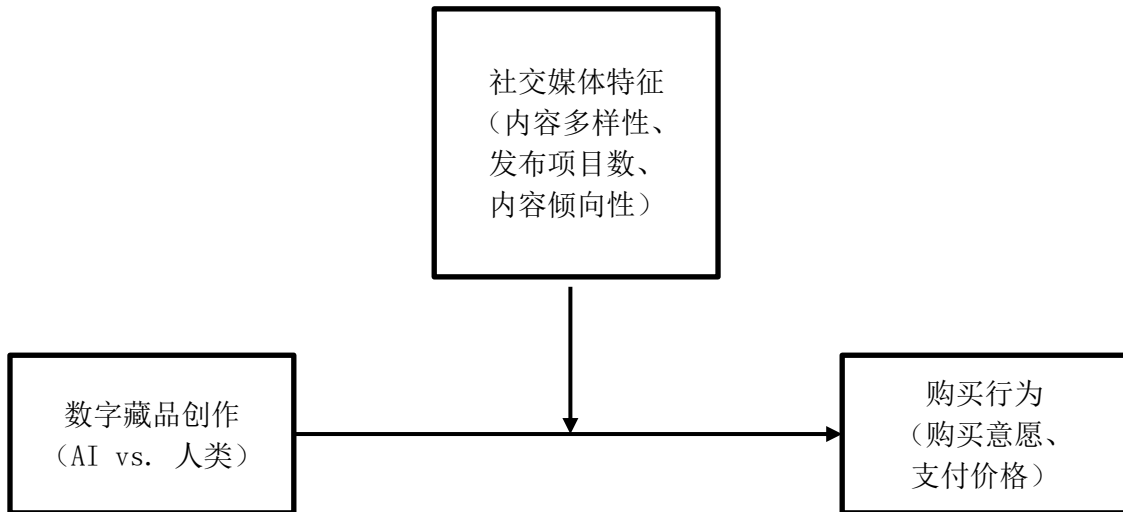 社交媒体特征
（内容多样性、
发布项目数、
内容倾向性）
数字藏品创作
（AI vs. 人类）
购买行为
（购买意愿、
支付价格）